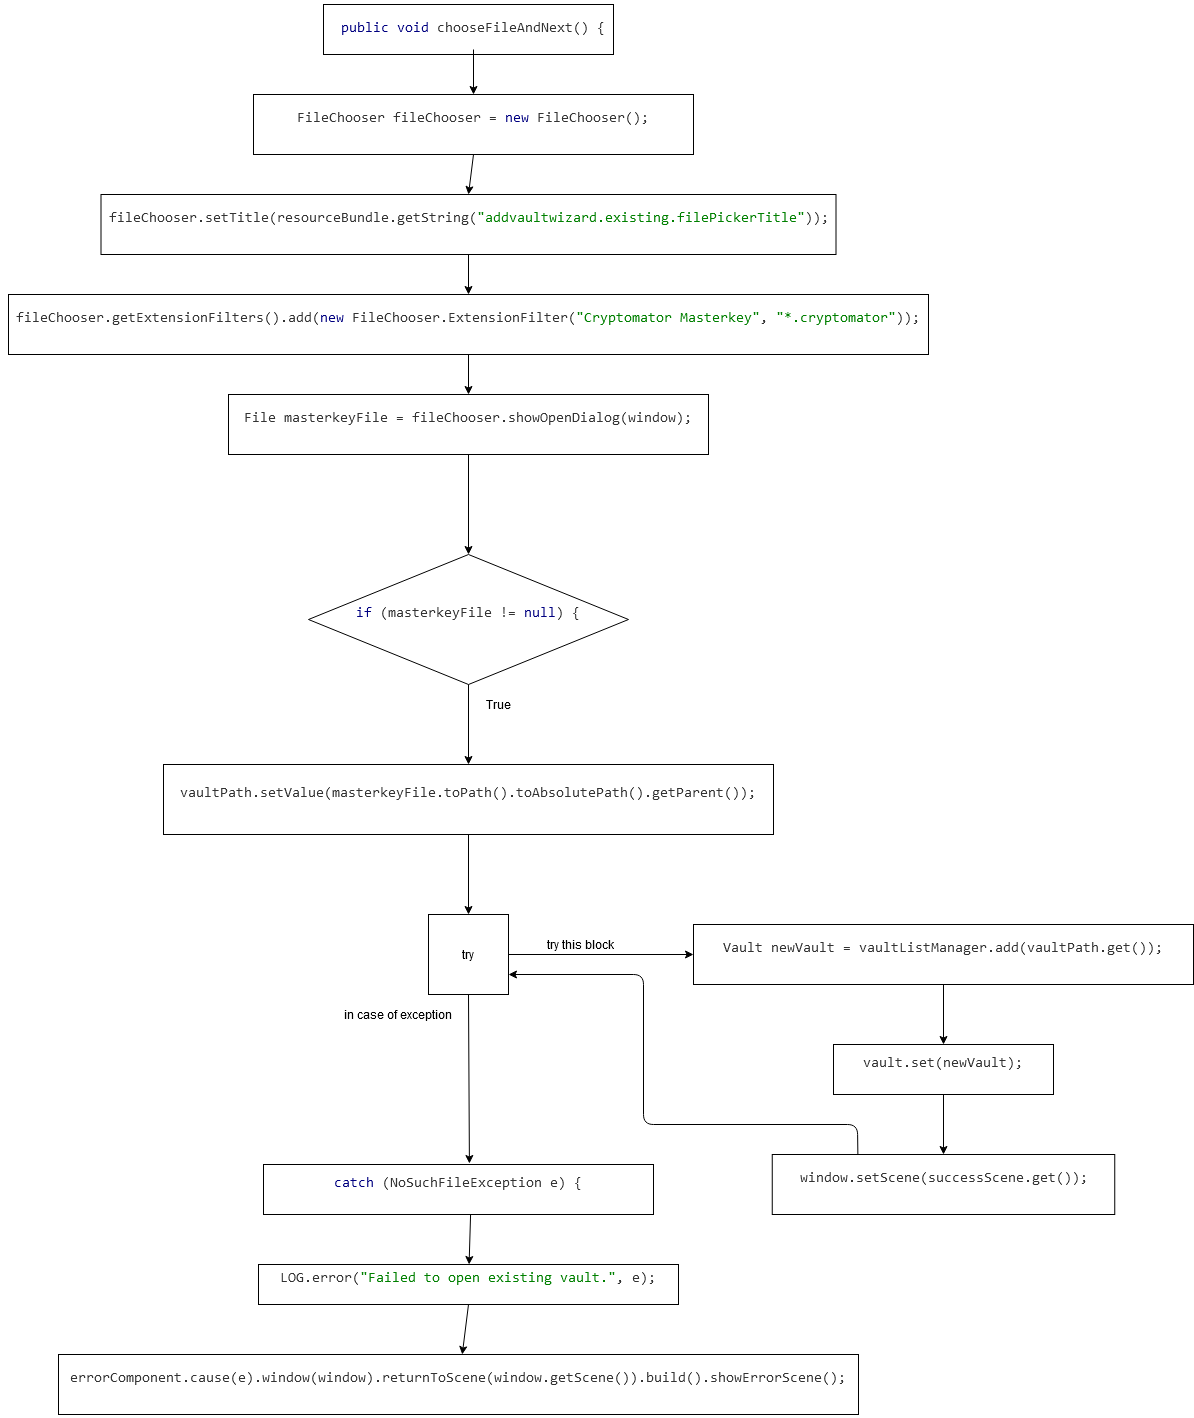 public void chooseFileAndNext() {
FileChooser fileChooser = new FileChooser();
fileChooser.setTitle(resourceBundle.getString("addvaultwizard.existing.filePickerTitle"));
fileChooser.getExtensionFilters().add(new FileChooser.ExtensionFilter("Cryptomator Masterkey", "*.cryptomator"));
File masterkeyFile = fileChooser.showOpenDialog(window);
if (masterkeyFile != null) {
True
vaultPath.setValue(masterkeyFile.toPath().toAbsolutePath().getParent());
try
try this block
Vault newVault = vaultListManager.add(vaultPath.get());
in case of exception
vault.set(newVault);
window.setScene(successScene.get());
catch (NoSuchFileException e) {
LOG.error("Failed to open existing vault.", e);
errorComponent.cause(e).window(window).returnToScene(window.getScene()).build().showErrorScene();